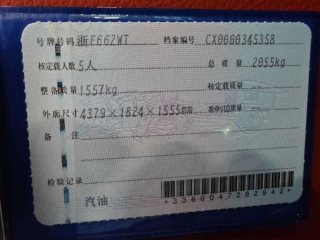 号牌号码 浙F667WT 档案编号 CX0000345358
核定载人数 5人 总质量 2055kg
整备质量 1557kg 核定载质量
外廓尺寸 4379×1824×1555mm 准牵引总质量
备注
检验记录
汽油
*3360047282942*